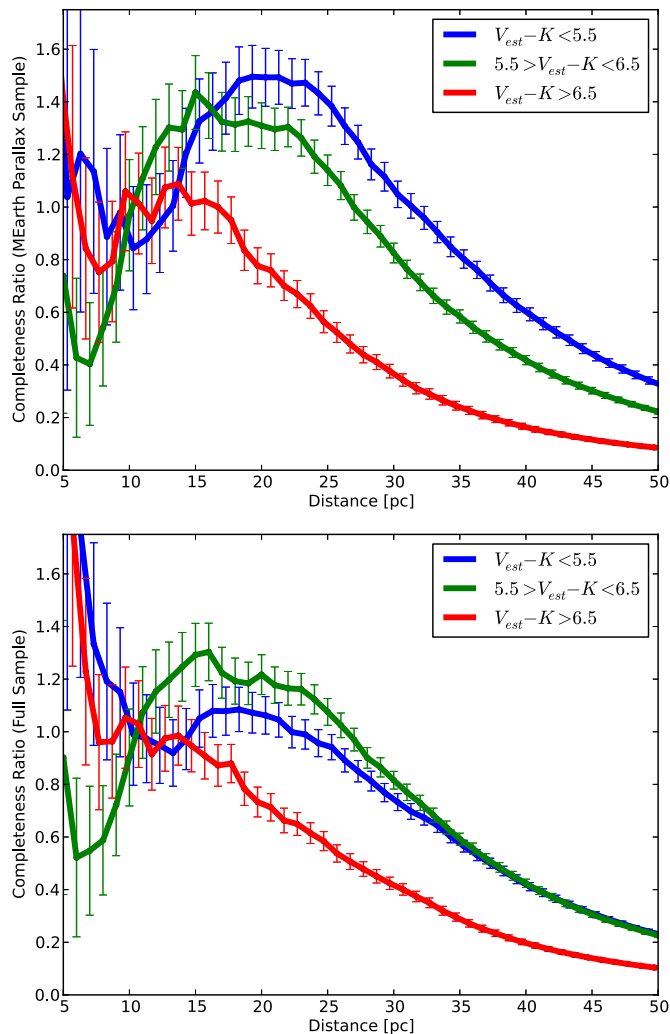 Completeness Ratio (MEarth Parallax Sample)
1.6
1.4
1.2
1.0
0.8
0.6
0.4
0.2
0.0
V_est−K<5.5
5.5>V_est−K<6.5
V_est−K>6.5
5 10 15 20 25 30 35 40 45 50
Distance [pc]
Completeness Ratio (Full Sample)
1.6
1.4
1.2
1.0
0.8
0.6
0.4
0.2
0.0
V_est−K<5.5
5.5>V_est−K<6.5
V_est−K>6.5
5 10 15 20 25 30 35 40 45 50
Distance [pc]